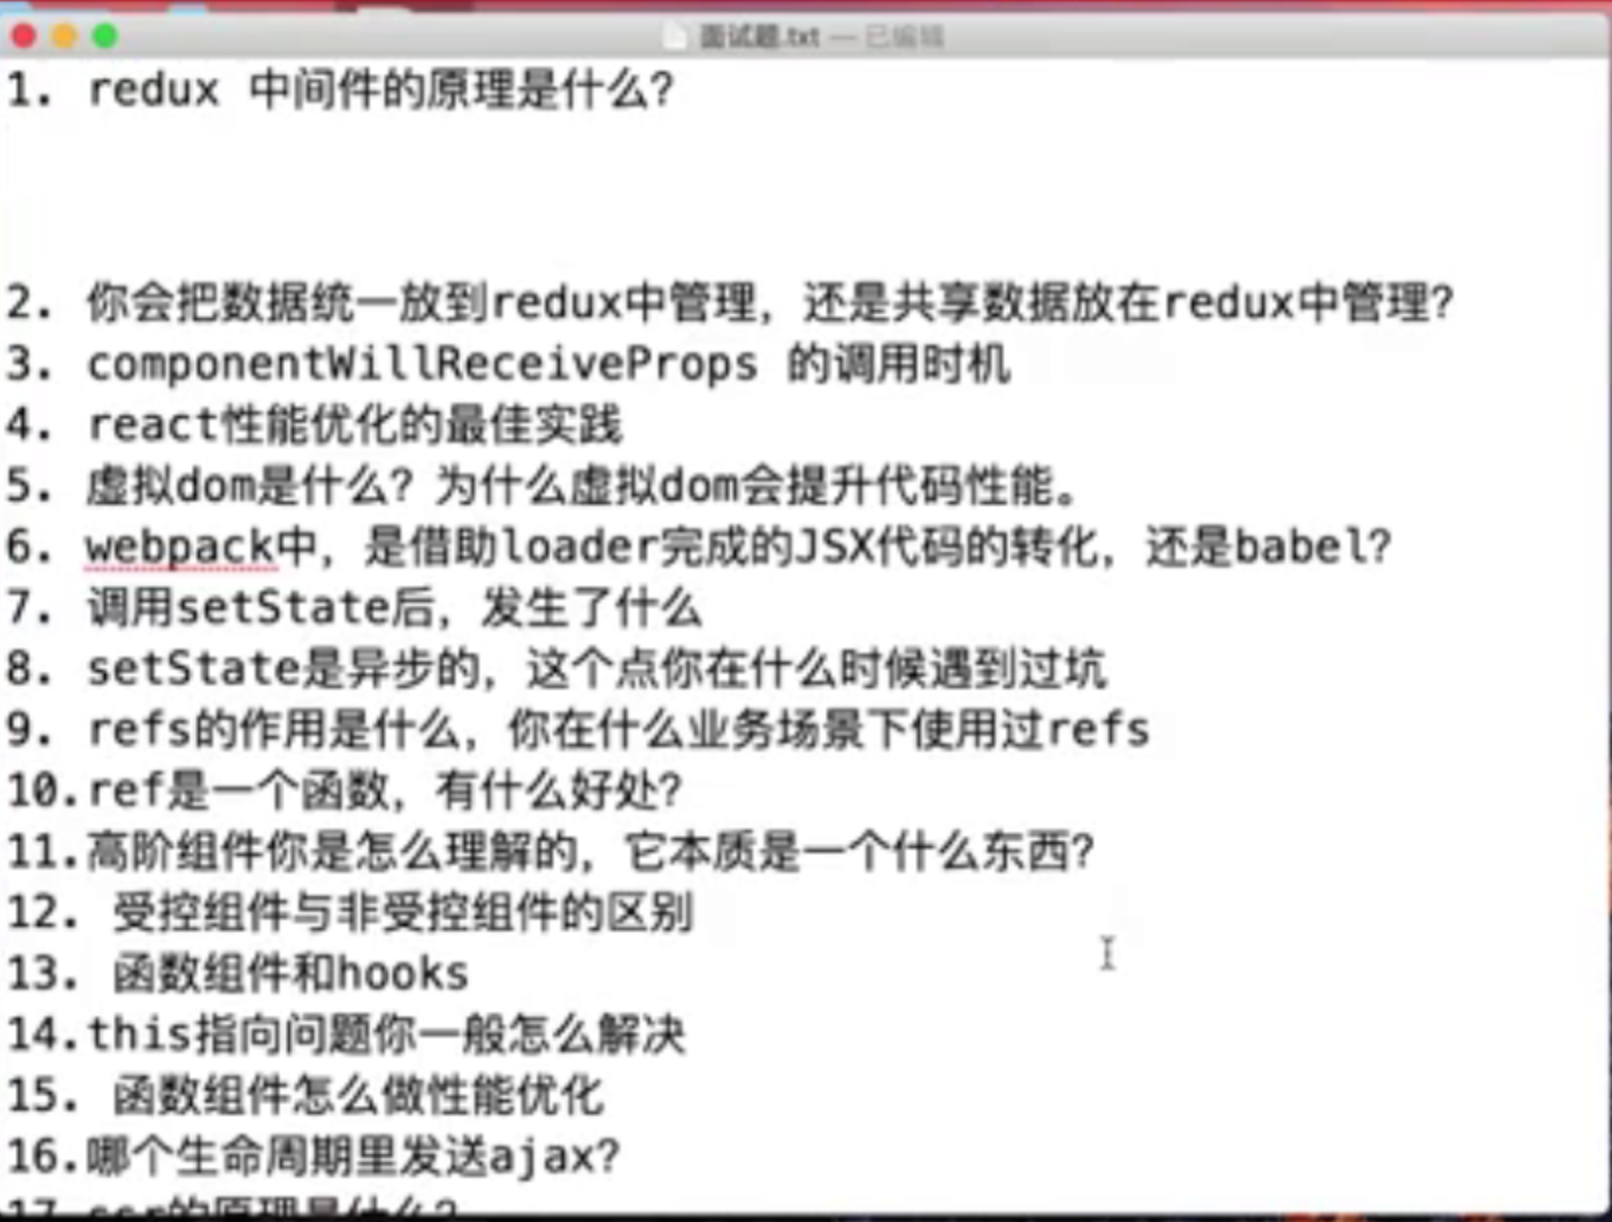 面试题.txt — 已编辑
1. redux 中间件的原理是什么?
2. 你会把数据统一放到redux中管理，还是共享数据放在redux中管理?
3. componentWillReceiveProps 的调用时机
4. react性能优化的最佳实践
5. 虚拟dom是什么? 为什么虚拟dom会提升代码性能。
6. webpack中，是借助loader完成的JSX代码的转化，还是babel?
7. 调用setState后，发生了什么
8. setState是异步的，这个点你在什么时候遇到过坑
9. refs的作用是什么，你在什么业务场景下使用过refs
10.ref是一个函数，有什么好处?
11.高阶组件你是怎么理解的，它本质是一个什么东西?
12. 受控组件与非受控组件的区别
13. 函数组件和hooks
14.this指向问题你一般怎么解决
15. 函数组件怎么做性能优化
16.哪个生命周期里发送ajax?
17.ssr的原理是什么?